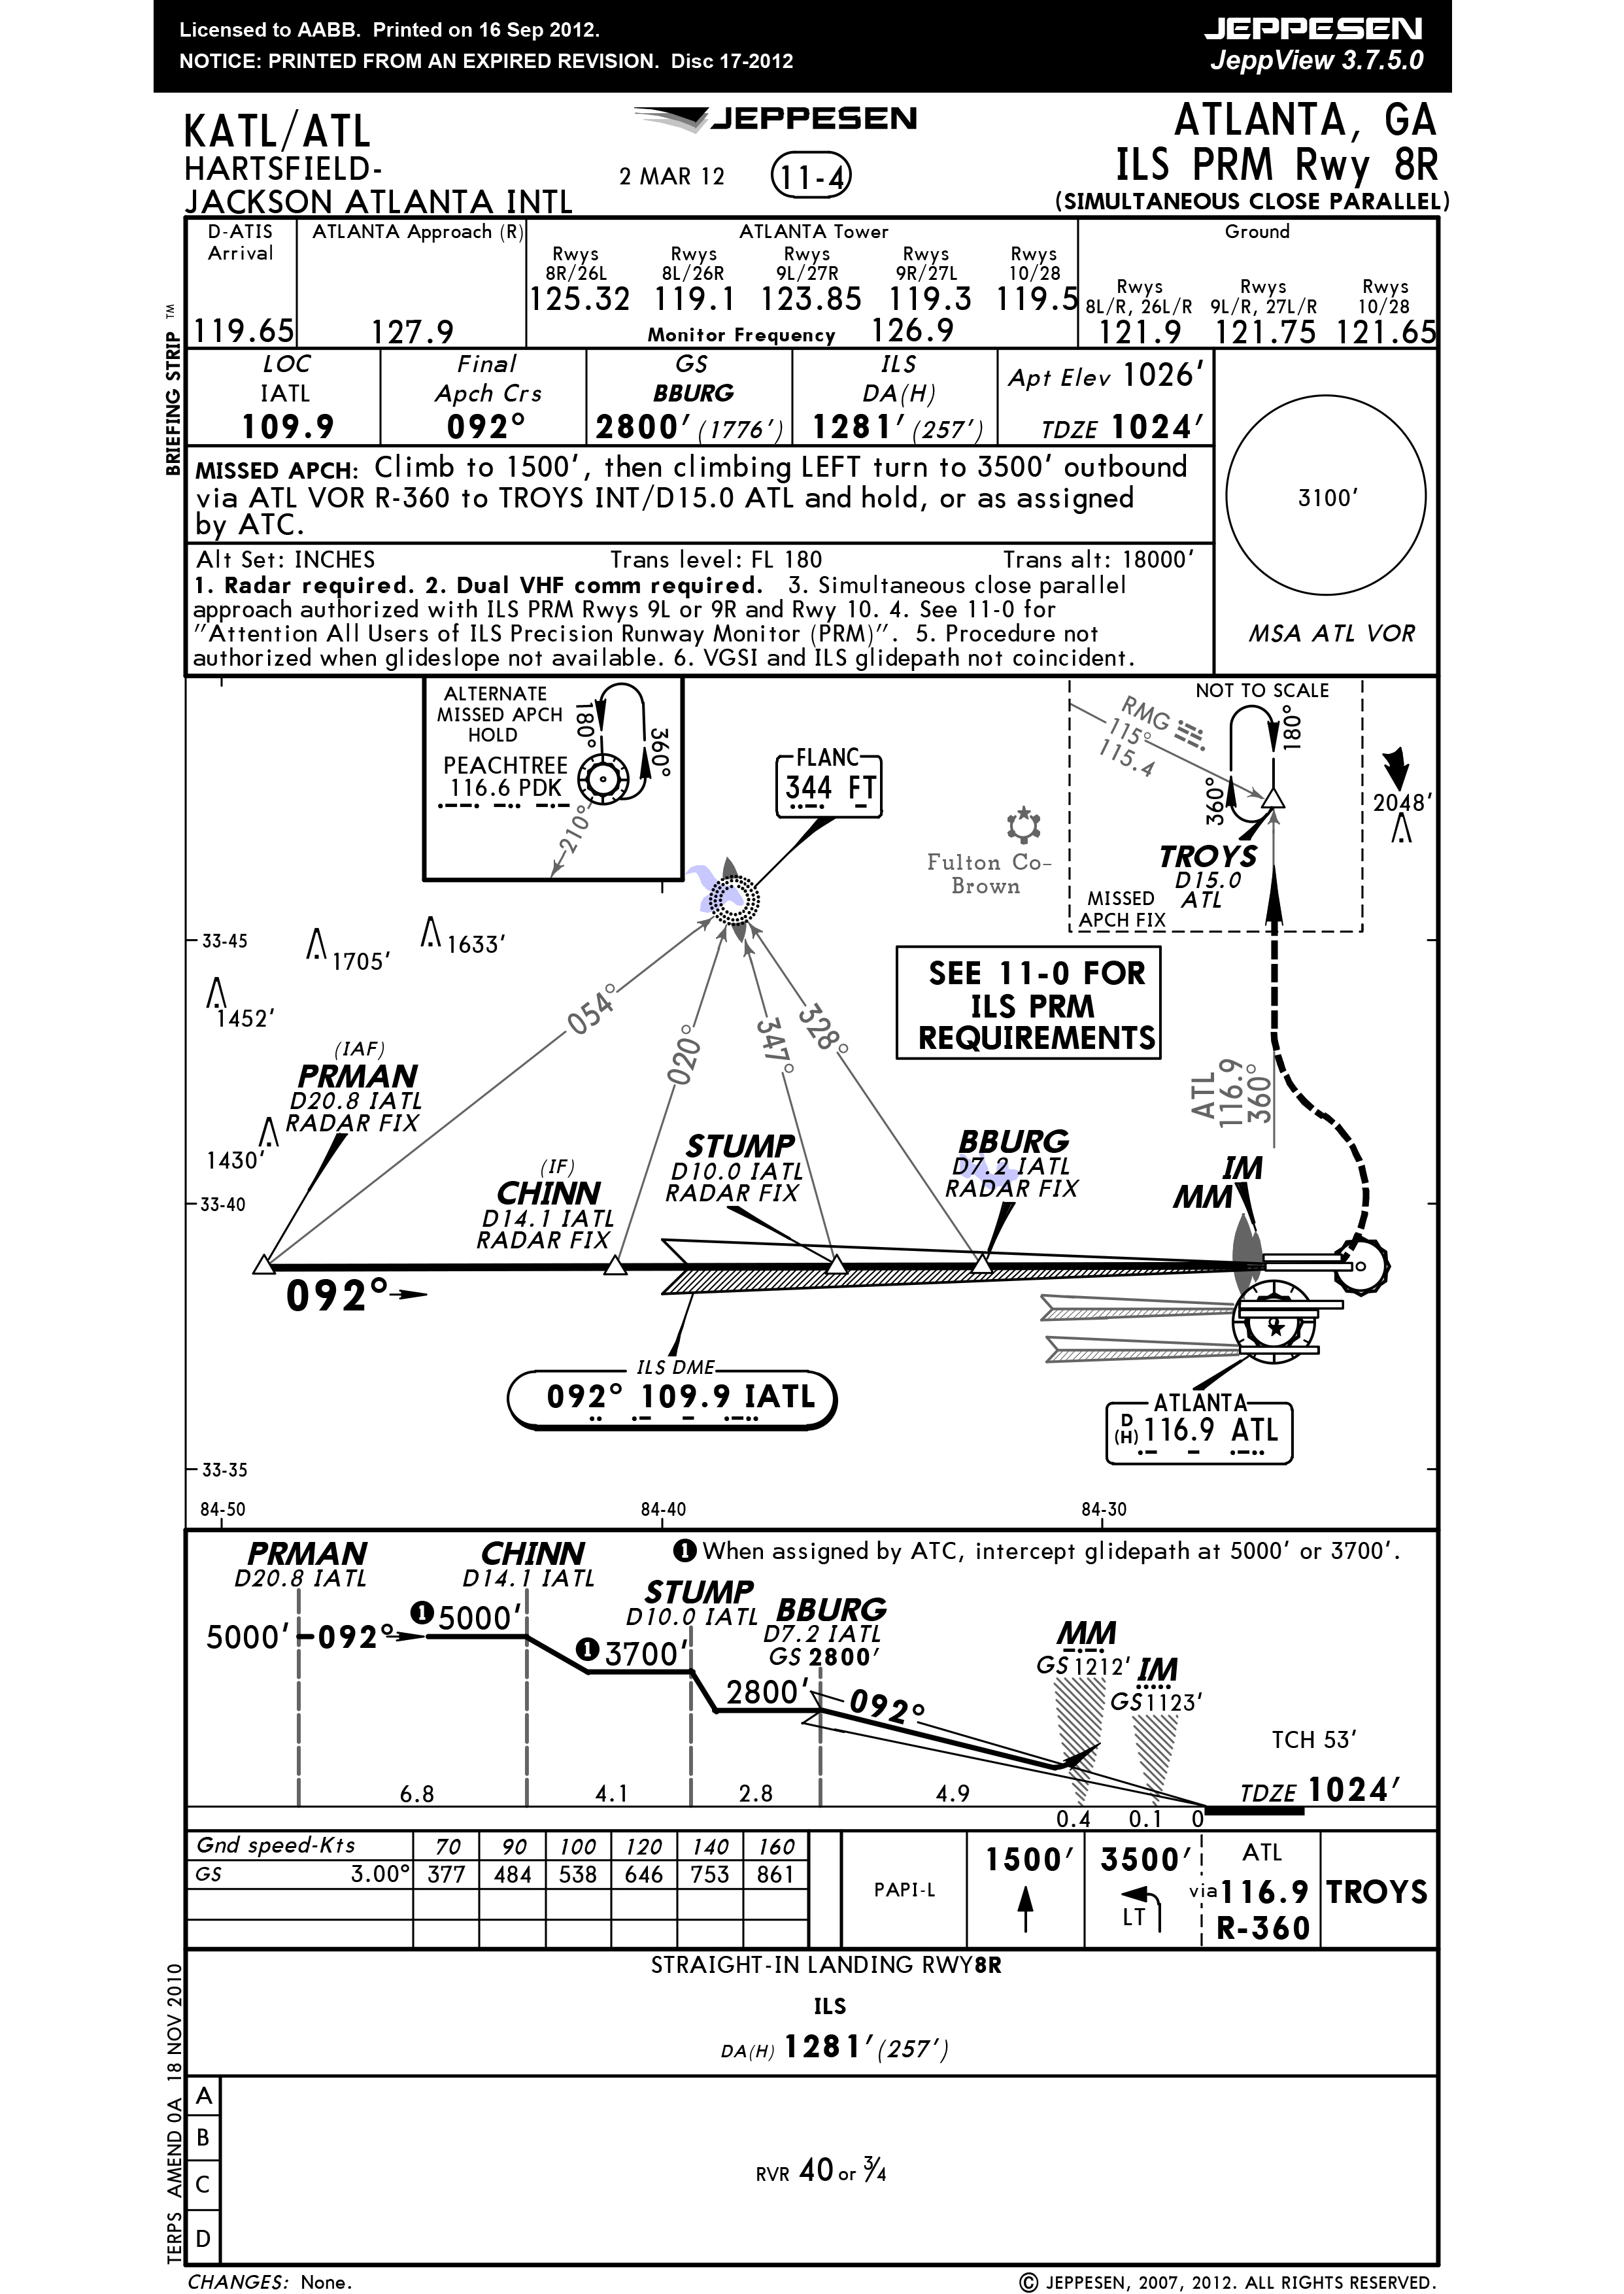 Licensed to AABB.  Printed on 16 Sep 2012.
NOTICE: PRINTED FROM AN EXPIRED REVISION.  Disc 17-2012
JEPPESEN
JeppView 3.7.5.0
KATL/ATL
HARTSFIELD-
JACKSON ATLANTA INTL
JEPPESEN
2 MAR 12
11-4
ATLANTA, GA
ILS PRM Rwy 8R
(SIMULTANEOUS CLOSE PARALLEL)
BRIEFING STRIP TM
D-ATIS
Arrival
119.65
ATLANTA Approach (R)
127.9
ATLANTA Tower
Rwys Rwys Rwys Rwys Rwys
8R/26L 8L/26R 9L/27R 9R/27L 10/28
125.32 119.1 123.85 119.3 119.5
Monitor Frequency 126.9
Ground
Rwys Rwys Rwys
8L/R, 26L/R 9L/R, 27L/R 10/28
121.9 121.75 121.65
LOC
IATL
109.9
Final
Apch Crs
092°
GS
BBURG
2800' (1776')
ILS
DA(H)
1281' (257')
Apt Elev 1026'
TDZE 1024'
MISSED APCH: Climb to 1500', then climbing LEFT turn to 3500' outbound
via ATL VOR R-360 to TROYS INT/D15.0 ATL and hold, or as assigned
by ATC.
3100'
MSA ATL VOR
Alt Set: INCHES Trans level: FL 180 Trans alt: 18000'
1. Radar required. 2. Dual VHF comm required. 3. Simultaneous close parallel
approach authorized with ILS PRM Rwys 9L or 9R and Rwy 10. 4. See 11-0 for
"Attention All Users of ILS Precision Runway Monitor (PRM)". 5. Procedure not
authorized when glideslope not available. 6. VGSI and ILS glidepath not coincident.
ALTERNATE
MISSED APCH
HOLD
PEACHTREE
116.6 PDK
180°
360°
210°
FLANC
344 FT
Fulton Co-
Brown
NOT TO SCALE
RMG
115°
115.4
180°
360°
TROYS
D15.0
ATL
MISSED
APCH FIX
2048'
33-45
1705'
1633'
1452'
SEE 11-0 FOR
ILS PRM
REQUIREMENTS
054°
020°
347°
328°
(IAF)
PRMAN
D20.8 IATL
RADAR FIX
1430'
ATL
116.9
360°
(IF)
CHINN
D14.1 IATL
RADAR FIX
STUMP
D10.0 IATL
RADAR FIX
BBURG
D7.2 IATL
RADAR FIX
IM
MM
33-40
092°
ILS DME
092° 109.9 IATL
ATLANTA
D
(H) 116.9 ATL
33-35
84-50 84-40 84-30
PRMAN
D20.8 IATL
CHINN
D14.1 IATL
1 When assigned by ATC, intercept glidepath at 5000' or 3700'.
STUMP
D10.0 IATL
BBURG
D7.2 IATL
GS 2800'
5000' 092° 1 5000'
1 3700'
2800'
092°
MM
GS 1212'
IM
GS 1123'
TCH 53'
TDZE 1024'
6.8 4.1 2.8 4.9
0.4 0.1 0
Gnd speed-Kts 70 90 100 120 140 160
GS 3.00° 377 484 538 646 753 861
PAPI-L
1500'
3500'
LT
via
ATL
116.9
R-360
TROYS
STRAIGHT-IN LANDING RWY8R
ILS
DA(H) 1281' (257')
A
B
C
D
RVR 40 or 3/4
TERPS AMEND 0A 18 NOV 2010
CHANGES: None.
© JEPPESEN, 2007, 2012. ALL RIGHTS RESERVED.